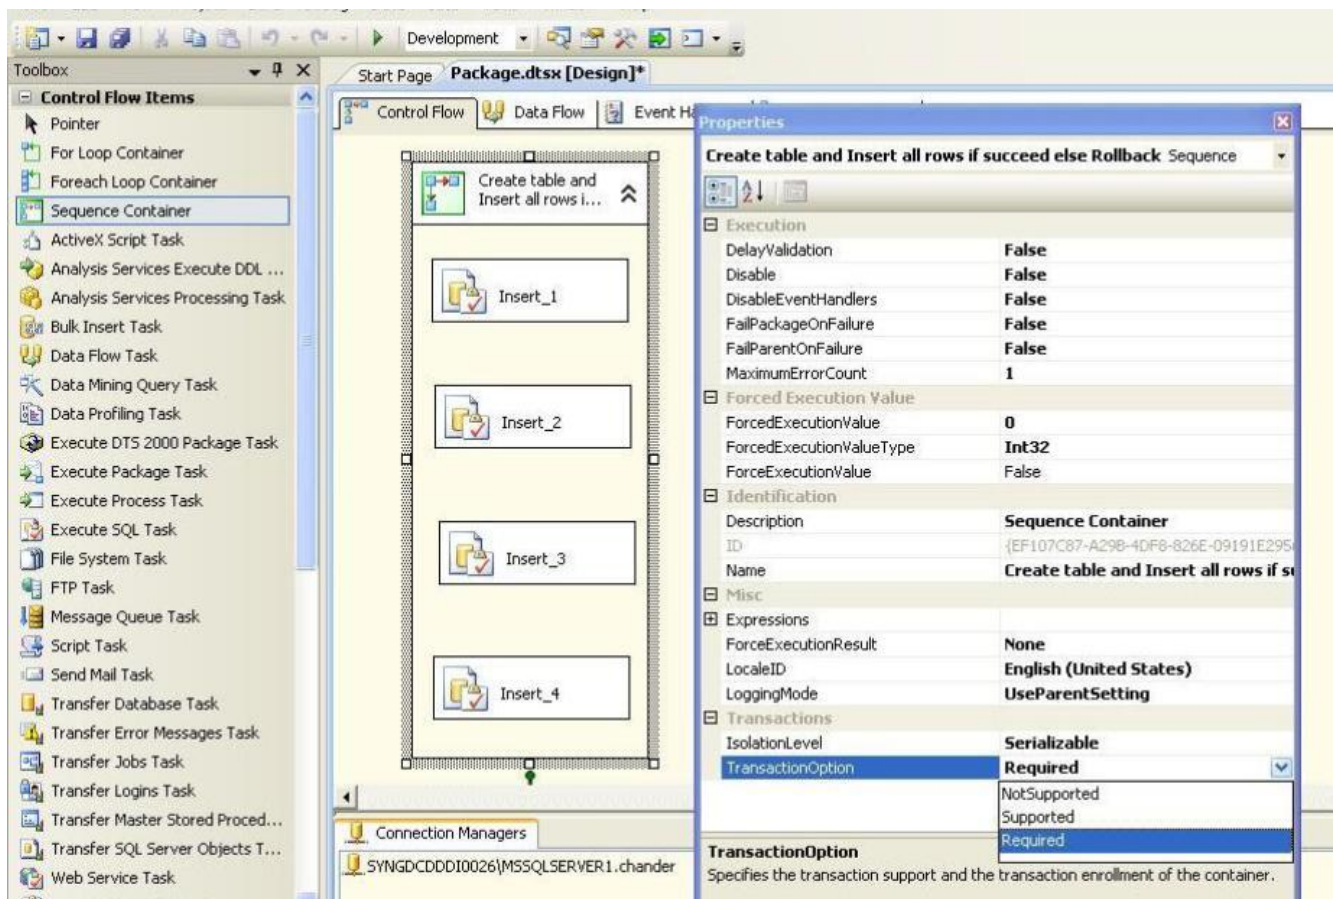 Development
Toolbox
Start Page
Package.dtsx [Design]*
Control Flow Items
Pointer
For Loop Container
Foreach Loop Container
Sequence Container
ActiveX Script Task
Analysis Services Execute DDL ...
Analysis Services Processing Task
Bulk Insert Task
Data Flow Task
Data Mining Query Task
Data Profiling Task
Execute DTS 2000 Package Task
Execute Package Task
Execute Process Task
Execute SQL Task
File System Task
FTP Task
Message Queue Task
Script Task
Send Mail Task
Transfer Database Task
Transfer Error Messages Task
Transfer Jobs Task
Transfer Logins Task
Transfer Master Stored Proced...
Transfer SQL Server Objects T...
Web Service Task
Control Flow
Data Flow
Event Ha
Create table and
Insert all rows i...
Insert_1
Insert_2
Insert_3
Insert_4
Connection Managers
SYNGDCDDDI0026\MSSQLSERVER1.chander
Properties
Create table and Insert all rows if succeed else Rollback Sequence
Execution
DelayValidation False
Disable False
DisableEventHandlers False
FailPackageOnFailure False
FailParentOnFailure False
MaximumErrorCount 1
Forced Execution Value
ForcedExecutionValue 0
ForcedExecutionValueType Int32
ForceExecutionValue False
Identification
Description Sequence Container
ID {EF107C87-A29B-4DF8-826E-09191E295
Name Create table and Insert all rows if su
Misc
Expressions
ForceExecutionResult None
LocaleID English (United States)
LoggingMode UseParentSetting
Transactions
IsolationLevel Serializable
TransactionOption Required
NotSupported
Supported
Required
TransactionOption
Specifies the transaction support and the transaction enrollment of the container.